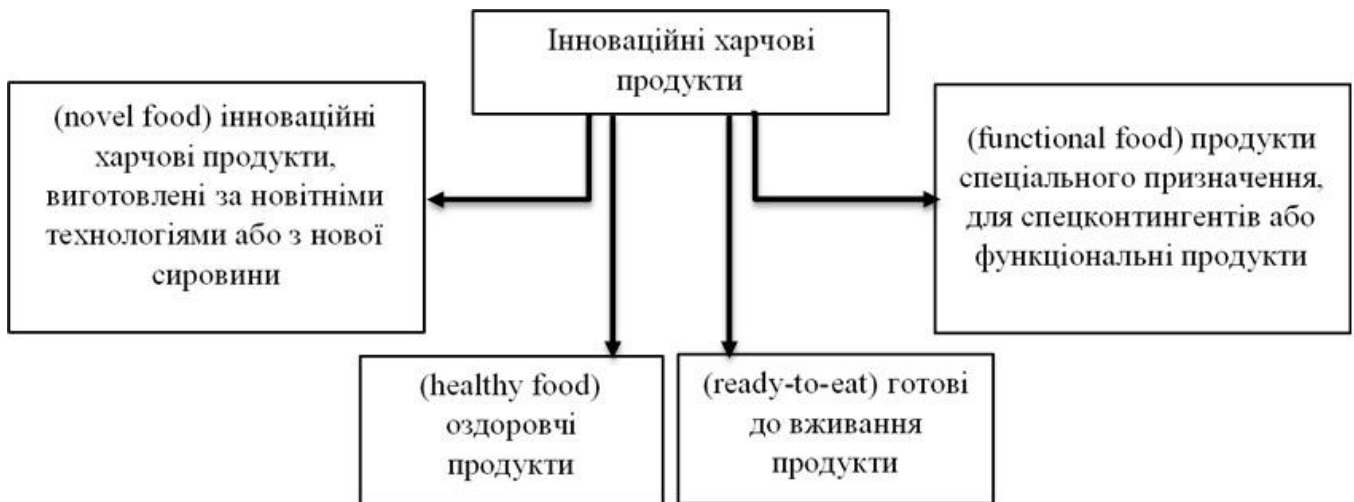 Інноваційні харчові
продукти
(novel food) інноваційні
харчові продукти,
виготовлені за новітніми
технологіями або з нової
сировини
(functional food) продукти
спеціального призначення,
для спецконтингентів або
функціональні продукти
(healthy food)
оздоровчі
продукти
(ready-to-eat) готові
до вживання
продукти